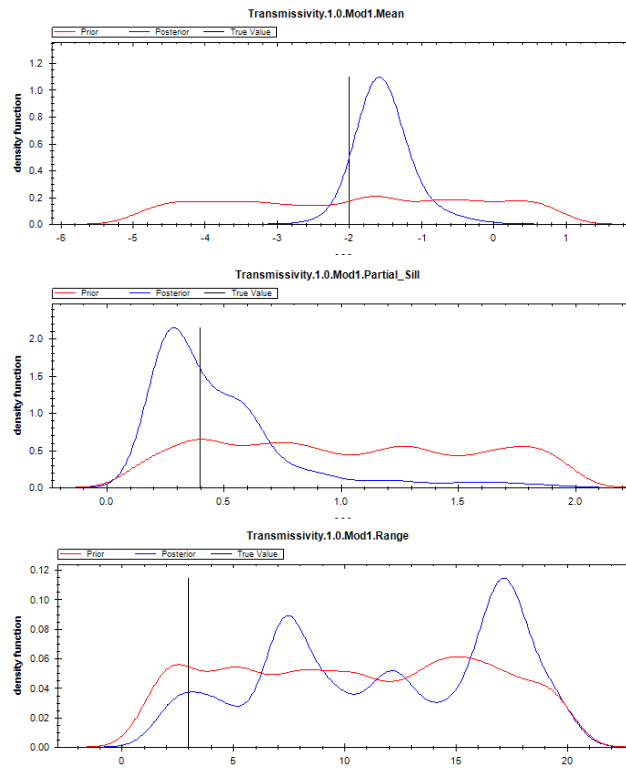 Transmissivity.1.0.Mod1.Mean
Prior Posterior True Value
density function
1.2
1.0
0.8
0.6
0.4
0.2
0.0
-6 -5 -4 -3 -2 -1 0 1
Transmissivity.1.0.Mod1.Partial_Sill
Prior Posterior True Value
density function
2.0
1.5
1.0
0.5
0.0
0.0 0.5 1.0 1.5 2.0
Transmissivity.1.0.Mod1.Range
Prior Posterior True Value
density function
0.12
0.10
0.08
0.06
0.04
0.02
0.00
0 5 10 15 20